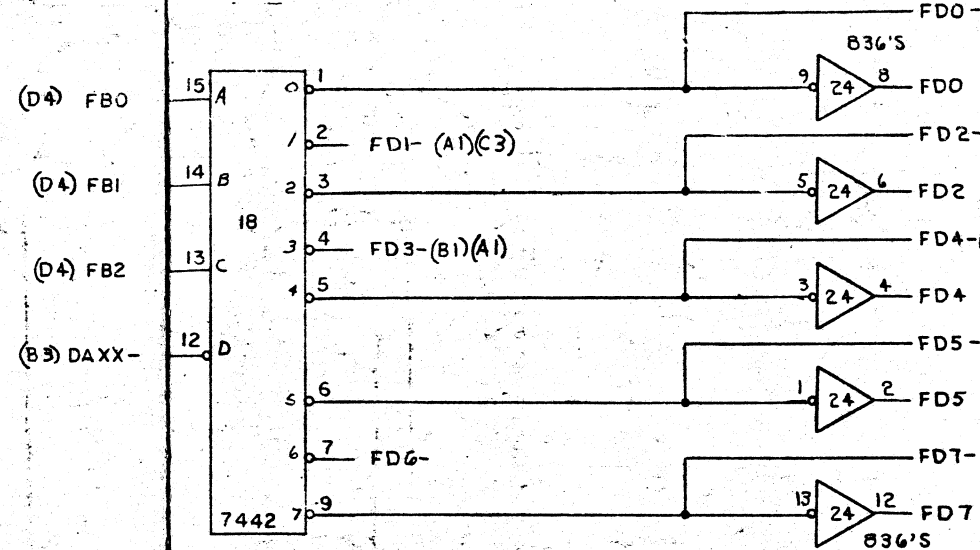 FD0-
836'S
(D4) FB0 15 A 0 1 9 24 8 FD0
1 2 FD1- (A1)(C3)
FD2-
(D4) FB1 14 B 2 3 5 24 6 FD2
18
3 4 FD3-(B1)(A1)
FD4-
(D4) FB2 13 C 4 5 3 24 4 FD4
(B3) DAXX- 12 D
FD5-
5 6 1 24 2 FD5
6 7 FD6-
FD7-
7442 7 9 13 24 12 FD7
836'S